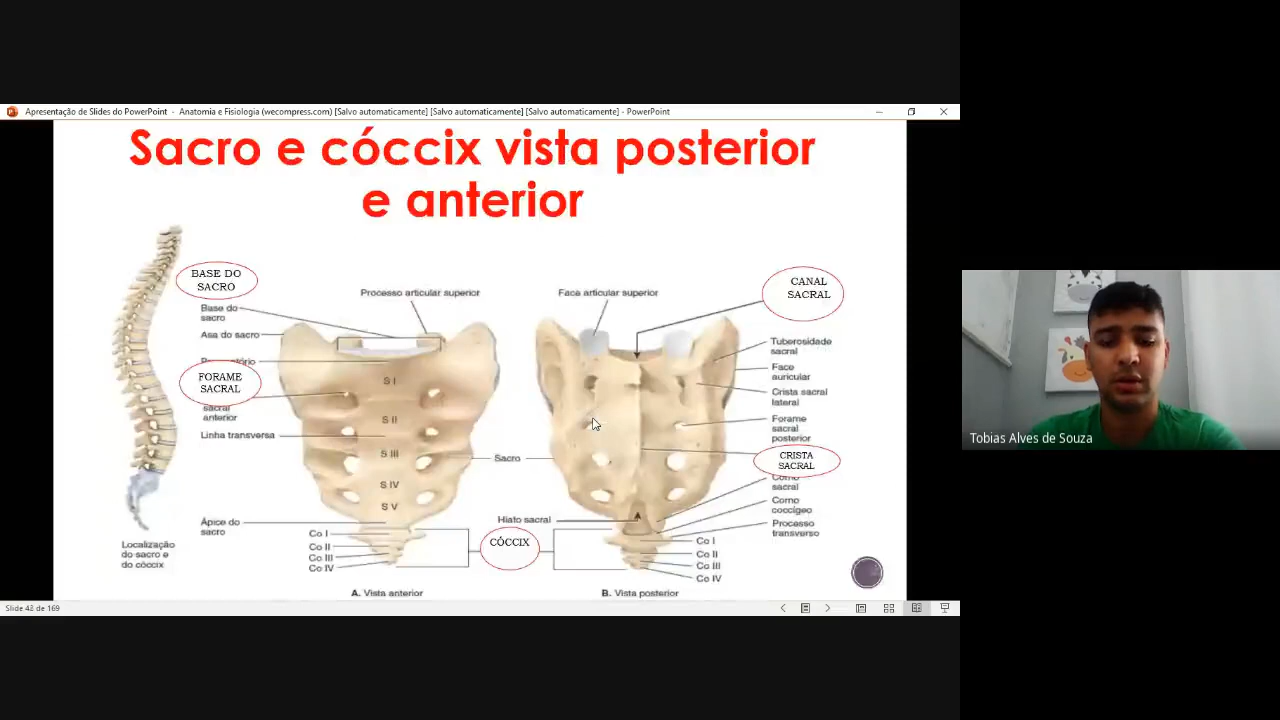 Apresentação de Slides do PowerPoint - Anatomia e Fisiologia (wecompress.com) [Salvo automaticamente] [Salvo automaticamente] [Salvo automaticamente] - PowerPoint
Sacro e cóccix vista posterior
e anterior
BASE DO
SACRO
Base do
sacro
Asa do sacro
FORAME
SACRAL
sacral
anterior
Linha transversa
Ápice do
sacro
Co I
Co II
Co III
Co IV
Localização
do sacro e
do cóccix
Processo articular superior
S I
S II
S III
S IV
S V
A. Vista anterior
Sacro
Hiato sacral
CÓCCIX
Face articular superior
CANAL
SACRAL
Tuberosidade
sacral
Face
auricular
Crista sacral
lateral
Forame
sacral
posterior
CRISTA
SACRAL
sacral
Corno
coccígeo
Processo
transverso
Co I
Co II
Co III
Co IV
B. Vista posterior
Tobias Alves de Souza
Slide 43 de 169